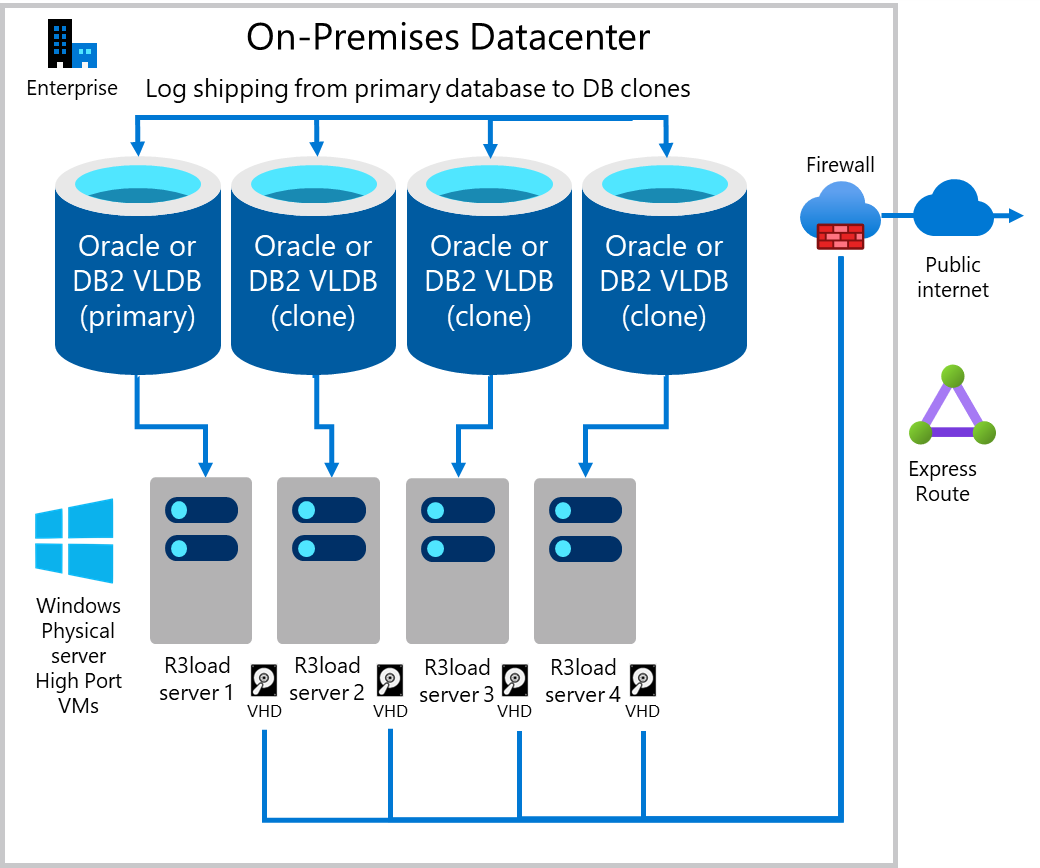 On-Premises Datacenter
Enterprise
Log shipping from primary database to DB clones
Oracle or
DB2 VLDB
(primary)
Oracle or
DB2 VLDB
(clone)
Oracle or
DB2 VLDB
(clone)
Oracle or
DB2 VLDB
(clone)
Firewall
Public
internet
Express
Route
Windows
Physical
server
High Port
VMs
R3load
server 1
VHD
R3load
server 2
VHD
R3load
server 3
VHD
R3load
server 4
VHD